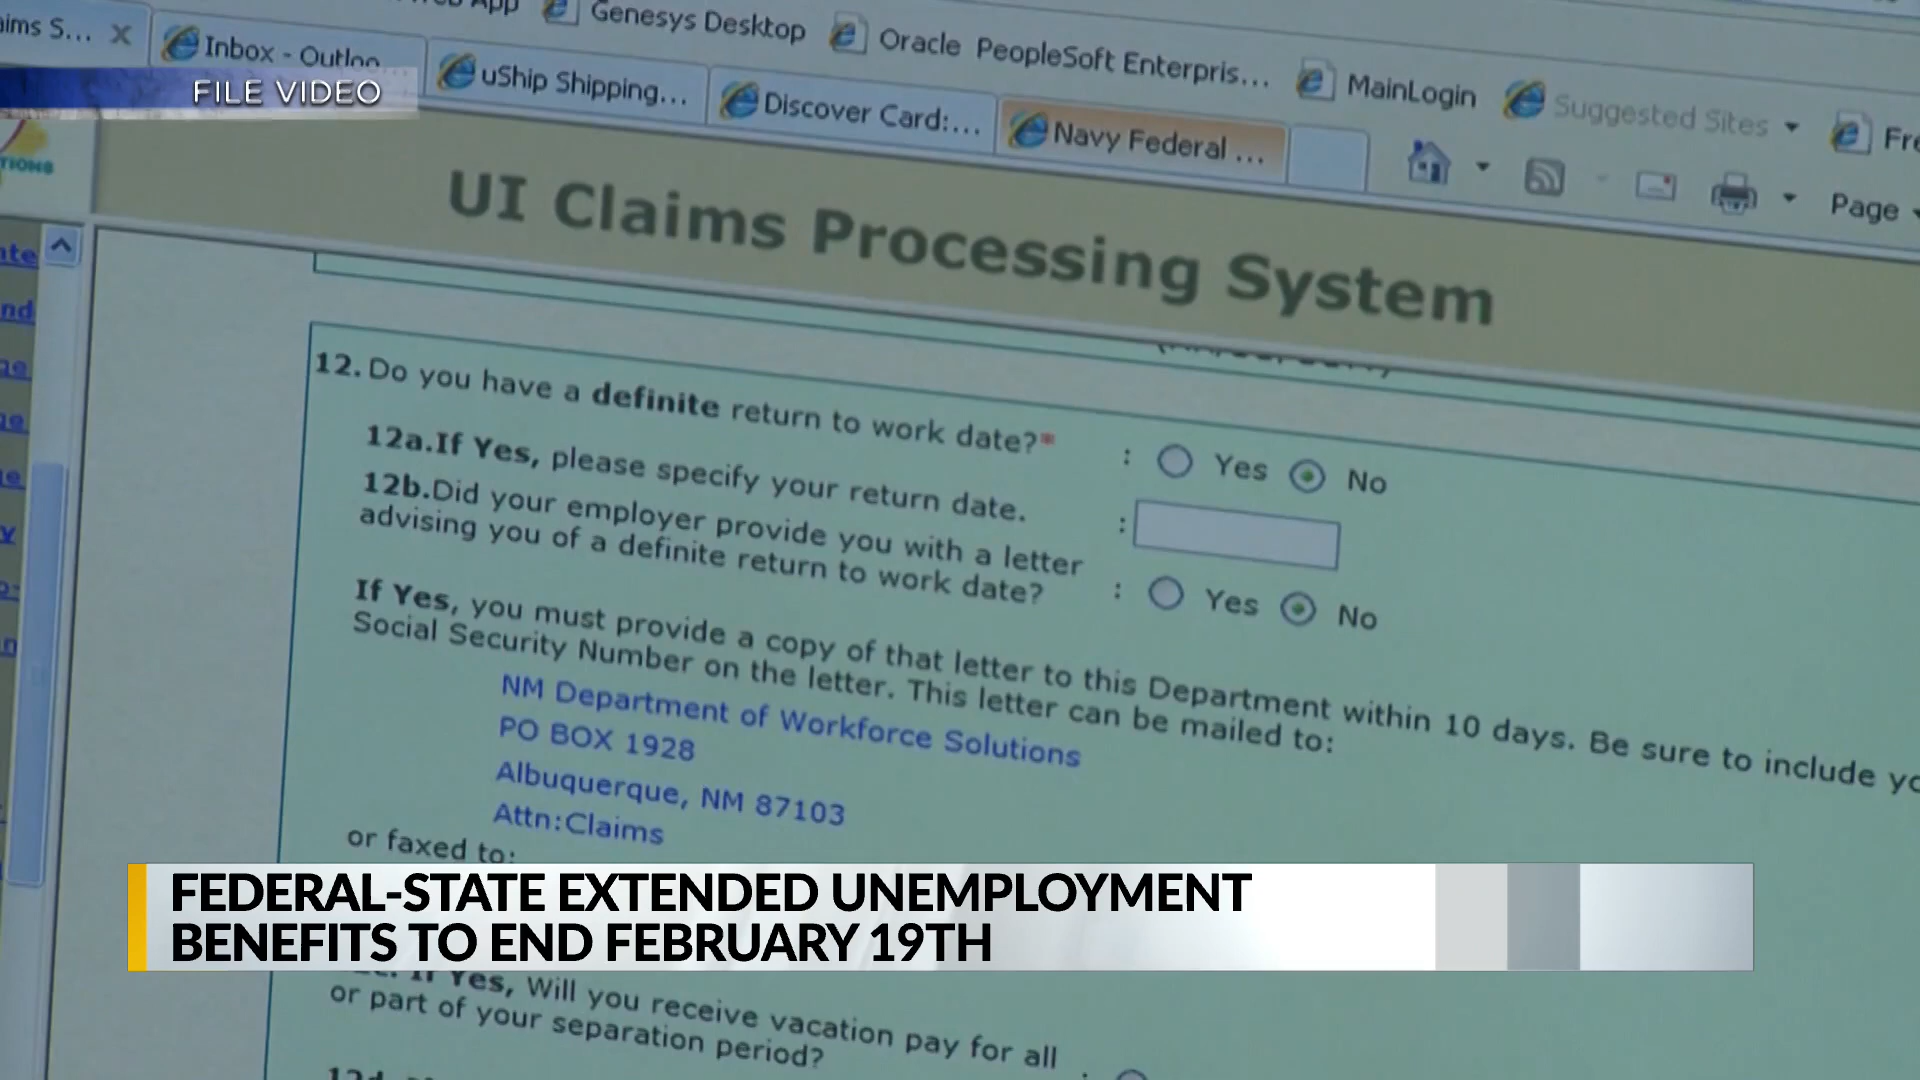 Genesys Desktop
Oracle PeopleSoft Enterpris...
MainLogin
Suggested Sites
aims S...
Inbox - Outloo
uShip Shipping...
Discover Card:...
Navy Federal ...
Page
FILE VIDEO
TIONS
UI Claims Processing System
12. Do you have a definite return to work date?*
: Yes No
12a.If Yes, please specify your return date.
:
12b.Did your employer provide you with a letter
advising you of a definite return to work date?
: Yes No
If Yes, you must provide a copy of that letter to this Department within 10 days. Be sure to include yo
Social Security Number on the letter. This letter can be mailed to:
NM Department of Workforce Solutions
PO BOX 1928
Albuquerque, NM 87103
Attn:Claims
or faxed to:
FEDERAL-STATE EXTENDED UNEMPLOYMENT
BENEFITS TO END FEBRUARY 19TH
If Yes, Will you receive vacation pay for all
or part of your separation period?